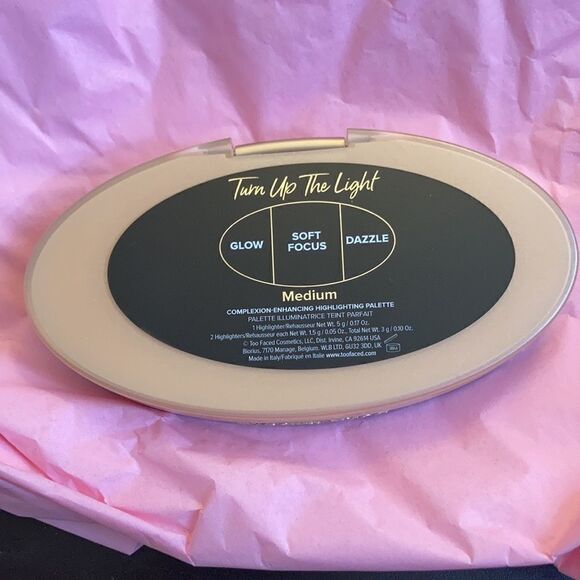 Turn Up The Light
GLOW
SOFT
FOCUS
DAZZLE
Medium
COMPLEXION-ENHANCING HIGHLIGHTING PALETTE
PALETTE ILLUMINATRICE TEINT PARFAIT
1 Highlighter/Rehausseur Net Wt. 5 g / 0.17 Oz.
2 Highlighters/Rehausseur each Net Wt. 1.5 g / 0.05 Oz., Total Net Wt. 3 g / 0.10 Oz.
© Too Faced Cosmetics, LLC, Dist. Irvine, CA 92614 USA
Biorius, 7170 Manage, Belgium. WLB LTD, GU32 3DD, UK
Made in Italy/Fabriqué en Italie www.toofaced.com